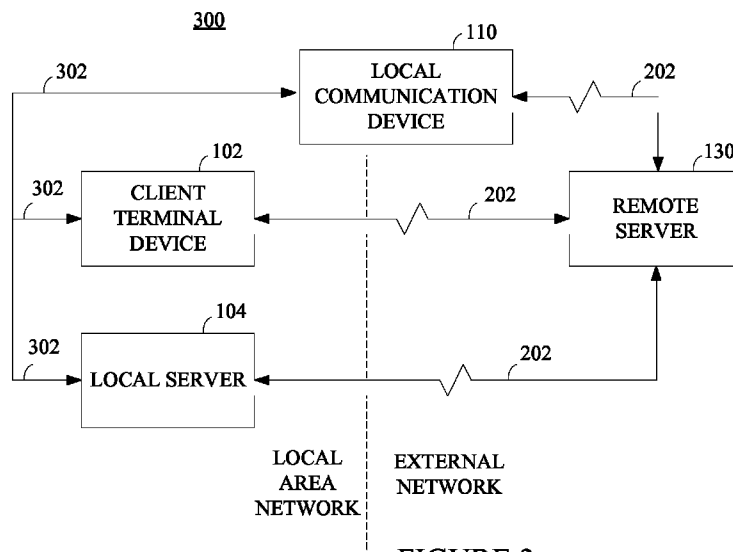 300
110
302
LOCAL
COMMUNICATION
DEVICE
202
102
130
302
CLIENT
TERMINAL
DEVICE
202
REMOTE
SERVER
104
302
LOCAL SERVER
202
LOCAL
AREA
NETWORK
EXTERNAL
NETWORK
FIGURE